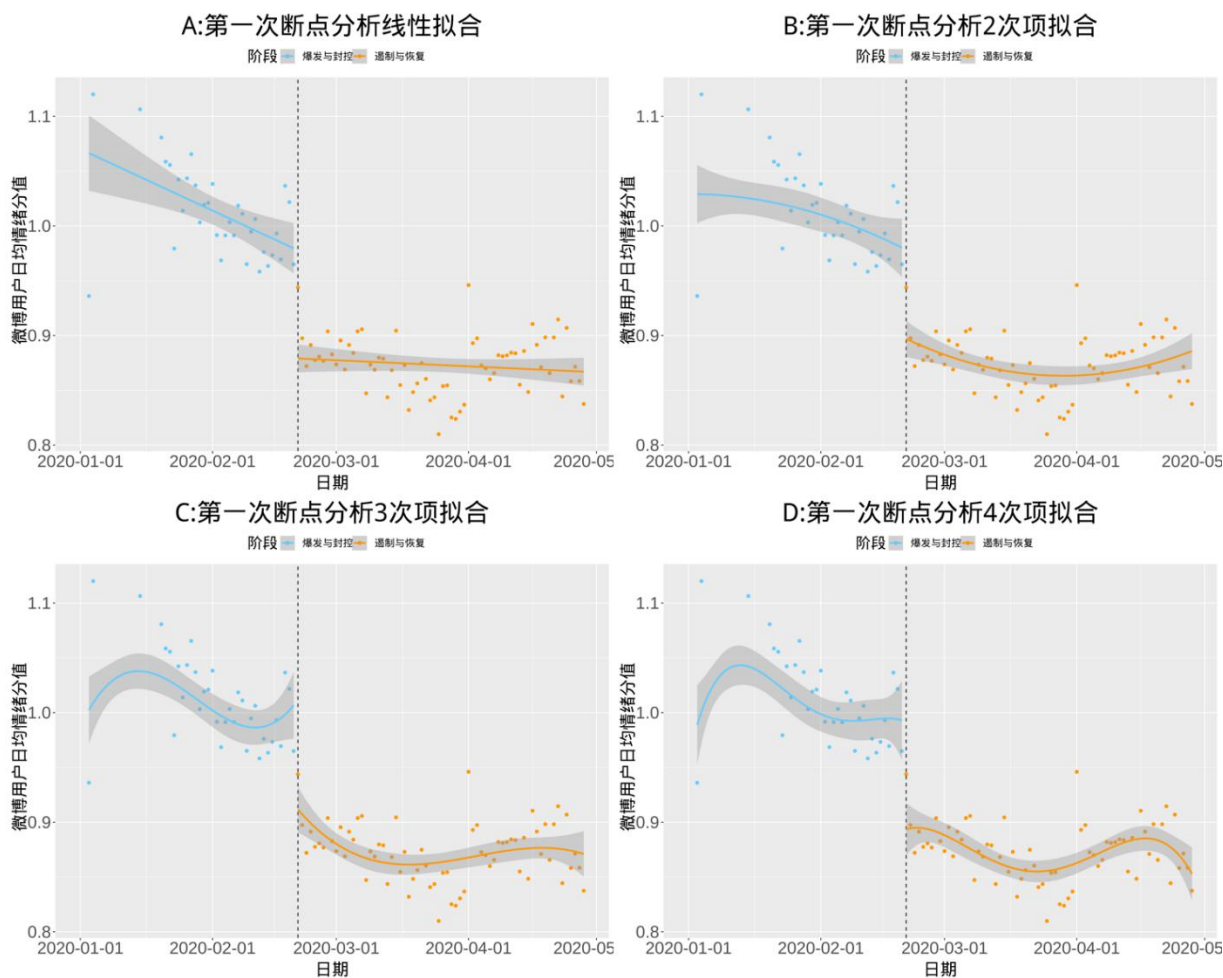 A:第一次断点分析线性拟合
阶段 爆发与封控 遏制与恢复
微博用户日均情绪分值
1.1
1.0
0.9
0.8
2020-01-01 2020-02-01 2020-03-01 2020-04-01 2020-05
日期
B:第一次断点分析2次项拟合
阶段 爆发与封控 遏制与恢复
微博用户日均情绪分值
1.1
1.0
0.9
0.8
2020-01-01 2020-02-01 2020-03-01 2020-04-01 2020-05
日期
C:第一次断点分析3次项拟合
阶段 爆发与封控 遏制与恢复
微博用户日均情绪分值
1.1
1.0
0.9
0.8
2020-01-01 2020-02-01 2020-03-01 2020-04-01 2020-05
日期
D:第一次断点分析4次项拟合
阶段 爆发与封控 遏制与恢复
微博用户日均情绪分值
1.1
1.0
0.9
0.8
2020-01-01 2020-02-01 2020-03-01 2020-04-01 2020-05
日期